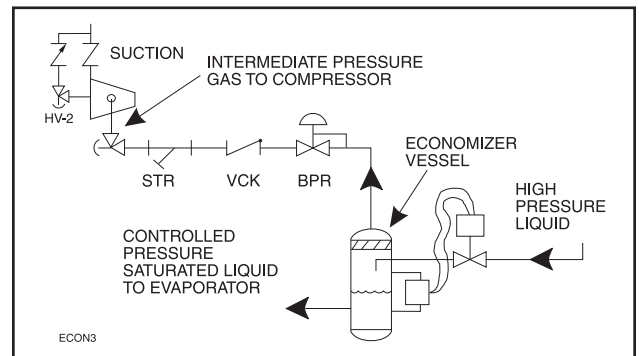 SUCTION
INTERMEDIATE PRESSURE
GAS TO COMPRESSOR
HV-2
STR
VCK
BPR
ECONOMIZER
VESSEL
HIGH
PRESSURE
LIQUID
CONTROLLED
PRESSURE
SATURATED LIQUID
TO EVAPORATOR
ECON3